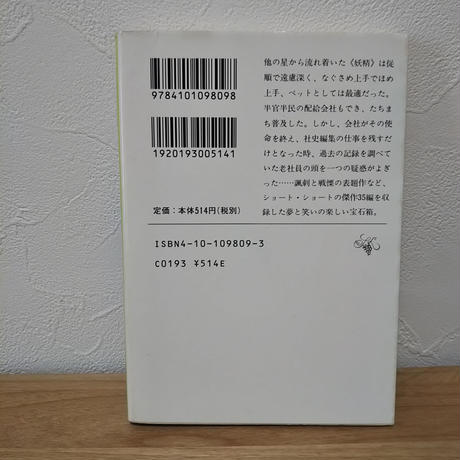 他の星から流れ着いた《妖精》は従
順で遠慮深く、なぐさめ上手でほめ
上手、ペットとしては最適だった。
半官半民の配給会社もでき、たちま
ち普及した。しかし、会社がその使
命を終え、社史編纂の仕事を残すだ
けとなった時、過去の記録を調べて
いた老社員の頭を一つの疑惑がよぎ
った……諷刺と戦慄の表題作など、
ショート・ショートの傑作35編を収
録した夢と笑いの楽しい宝石箱。
9784101098098
1920193005141
定価：本体514円(税別)
ISBN4-10-109809-3
C0193 ¥514E